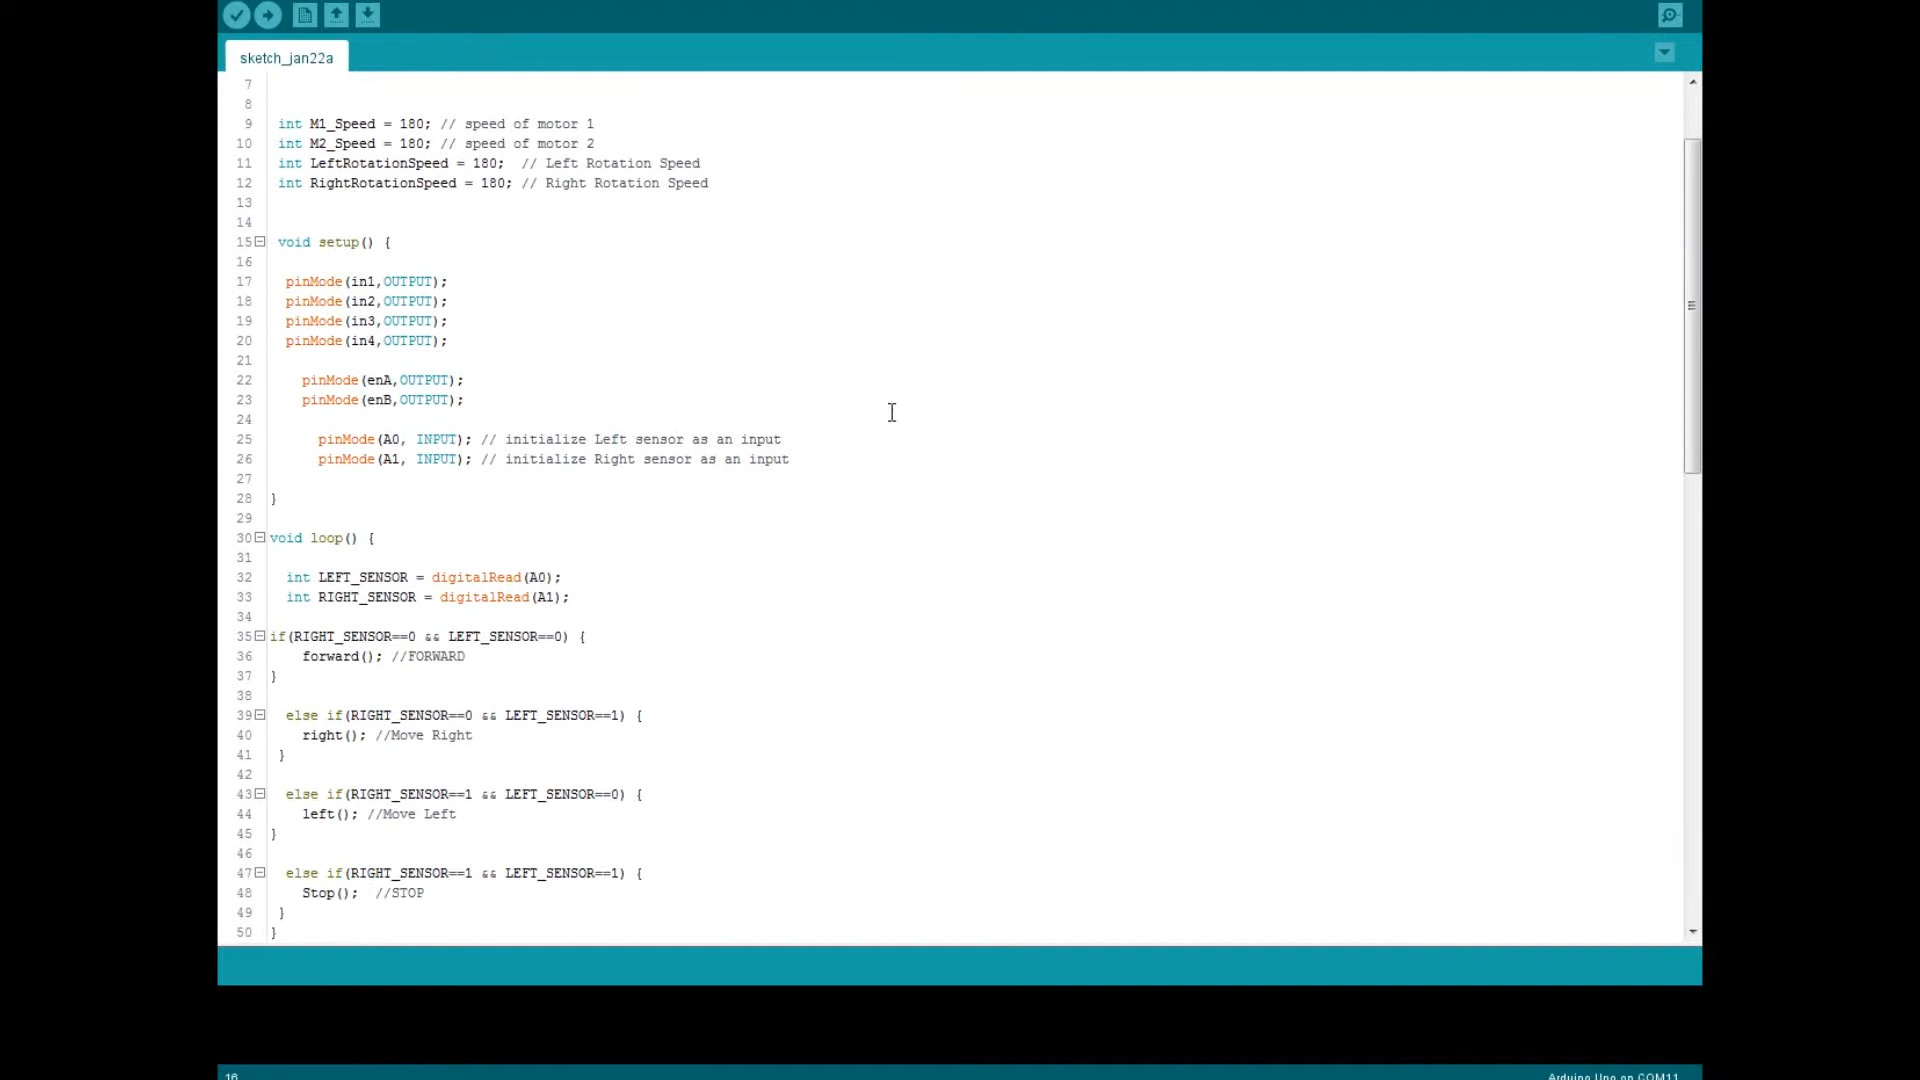 sketch_jan22a
7
8
9 int M1_Speed = 180; // speed of motor 1
10 int M2_Speed = 180; // speed of motor 2
11 int LeftRotationSpeed = 180;  // Left Rotation Speed
12 int RightRotationSpeed = 180; // Right Rotation Speed
13
14
15 void setup() {
16
17 pinMode(in1,OUTPUT);
18 pinMode(in2,OUTPUT);
19 pinMode(in3,OUTPUT);
20 pinMode(in4,OUTPUT);
21
22 pinMode(enA,OUTPUT);
23 pinMode(enB,OUTPUT);
24
25 pinMode(A0, INPUT); // initialize Left sensor as an input
26 pinMode(A1, INPUT); // initialize Right sensor as an input
27
28 }
29
30 void loop() {
31
32 int LEFT_SENSOR = digitalRead(A0);
33 int RIGHT_SENSOR = digitalRead(A1);
34
35 if(RIGHT_SENSOR==0 && LEFT_SENSOR==0) {
36 forward(); //FORWARD
37 }
38
39 else if(RIGHT_SENSOR==0 && LEFT_SENSOR==1) {
40 right(); //Move Right
41 }
42
43 else if(RIGHT_SENSOR==1 && LEFT_SENSOR==0) {
44 left(); //Move Left
45 }
46
47 else if(RIGHT_SENSOR==1 && LEFT_SENSOR==1) {
48 Stop();  //STOP
49 }
50 }
16 Arduino Uno on COM11